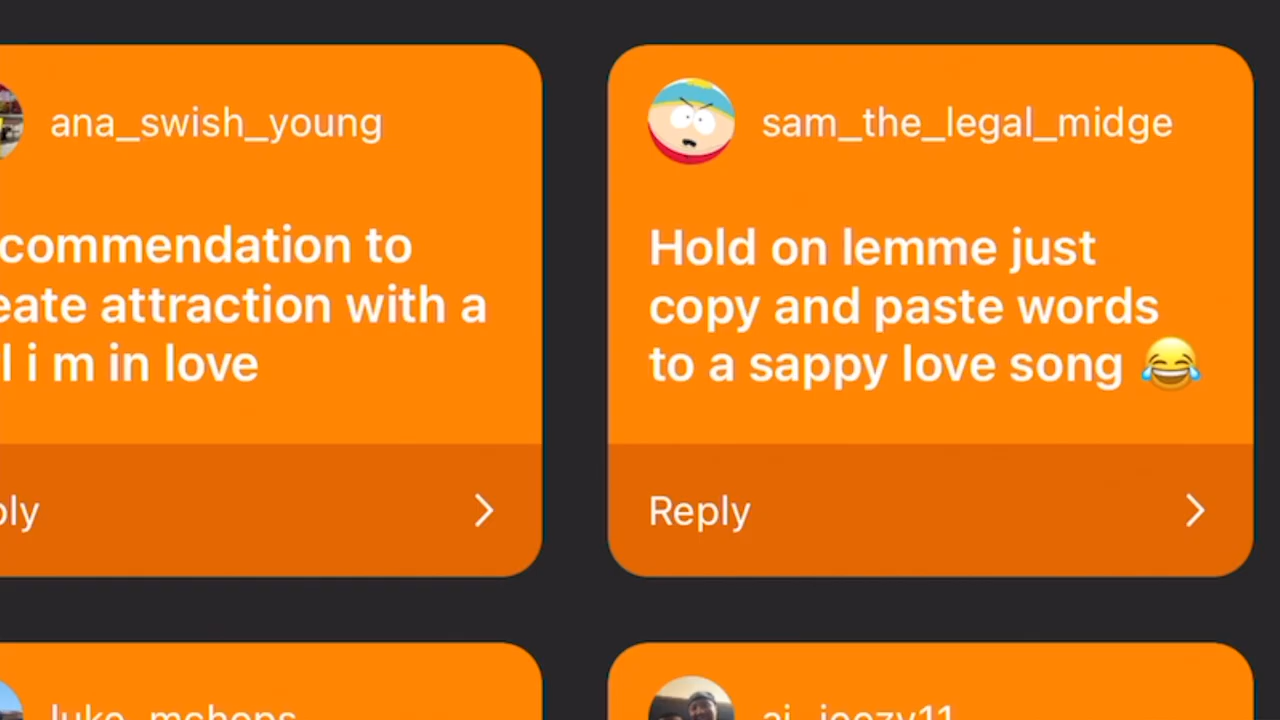 ana_swish_young
commendation to
eate attraction with a
l i m in love
ply
sam_the_legal_midge
Hold on lemme just
copy and paste words
to a sappy love song 😂
Reply